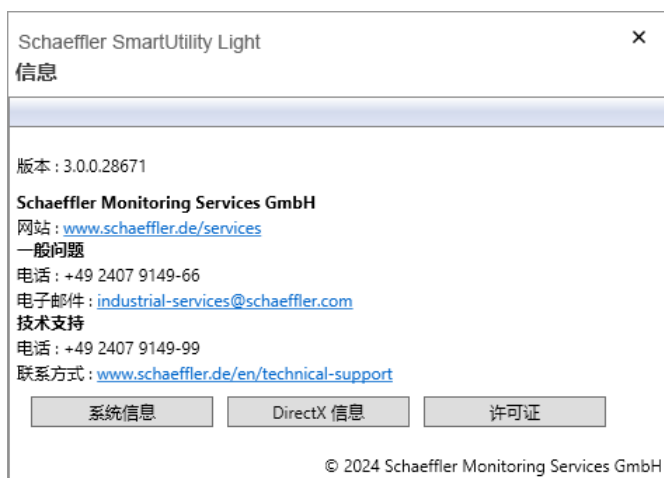 Schaeffler SmartUtility Light
信息
版本 : 3.0.0.28671
Schaeffler Monitoring Services GmbH
网站 : www.schaeffler.de/services
一般问题
电话 : +49 2407 9149-66
电子邮件 : industrial-services@schaeffler.com
技术支持
电话 : +49 2407 9149-99
联系方式 : www.schaeffler.de/en/technical-support
系统信息 DirectX 信息 许可证
© 2024 Schaeffler Monitoring Services GmbH